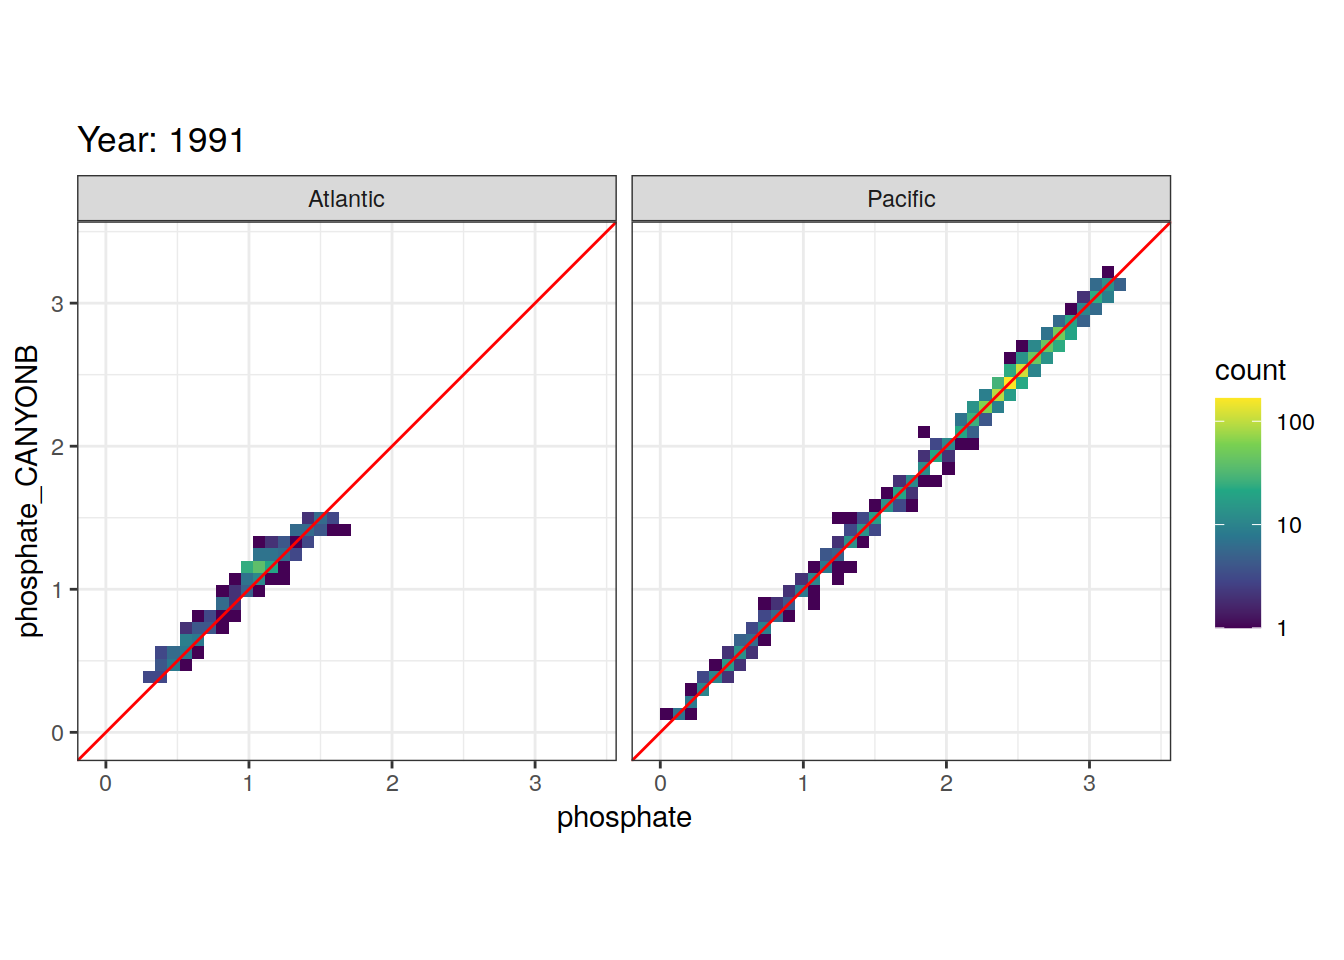 Year: 1991
Atlantic Pacific
phosphate_CANYONB
3
2
1
0
0 1 2 3 0 1 2 3
phosphate
count
100
10
1